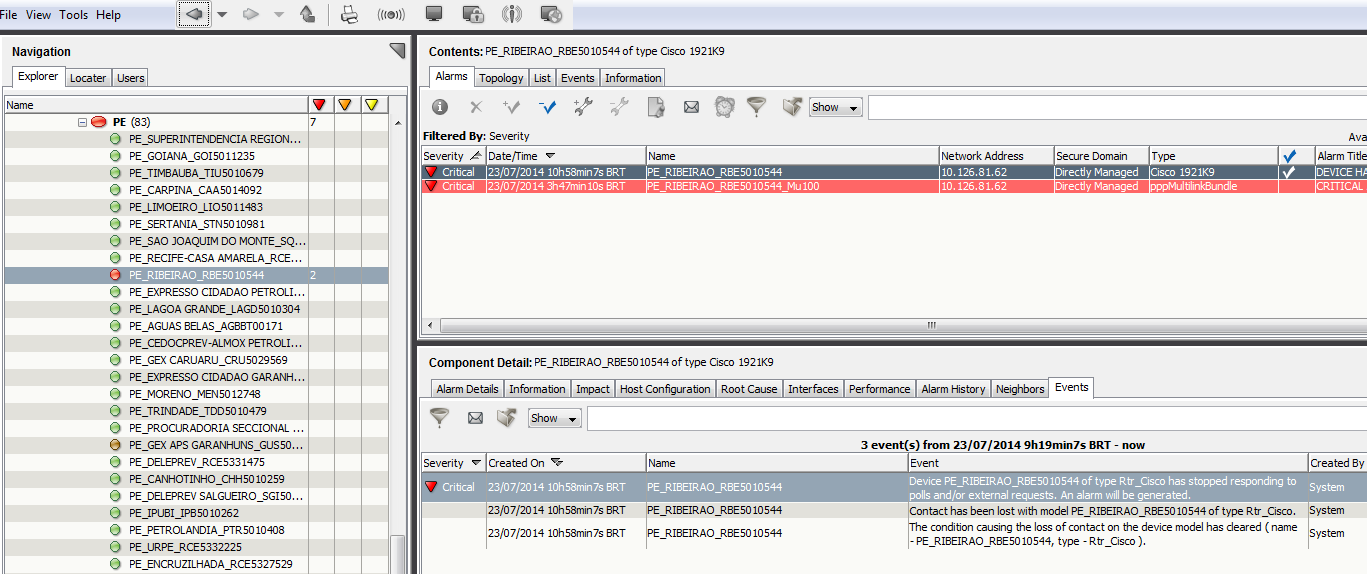 File View Tools Help
Navigation
Explorer Locater Users
Name
PE (83) 7
PE_SUPERINTENDENCIA REGION...
PE_GOIANA_GOI5011235
PE_TIMBAUBA_TIU5010679
PE_CARPINA_CAA5014092
PE_LIMOEIRO_LIO5011483
PE_SERTANIA_STN5010981
PE_SAO JOAQUIM DO MONTE_SQ...
PE_RECIFE-CASA AMARELA_RCE...
PE_RIBEIRAO_RBE5010544 2
PE_EXPRESSO CIDADAO PETROLI...
PE_LAGOA GRANDE_LAGD5010304
PE_AGUAS BELAS_AGBBT00171
PE_CEDOCPREV-ALMOX PETROLI...
PE_GEX CARUARU_CRU5029569
PE_EXPRESSO CIDADAO GARANH...
PE_MORENO_MEN5012748
PE_TRINDADE_TDD5010479
PE_PROCURADORIA SECCIONAL ...
PE_GEX APS GARANHUNS_GUS50...
PE_DELEPREV_RCE5331475
PE_CANHOTINHO_CHH5010259
PE_DELEPREV SALGUEIRO_SGI50...
PE_IPUBI_IPB5010262
PE_PETROLANDIA_PTR5010408
PE_URPE_RCE5332225
PE_ENCRUZILHADA_RCE5327529
Contents: PE_RIBEIRAO_RBE5010544 of type Cisco 1921K9
Alarms Topology List Events Information
Show
Filtered By: Severity Ava
Severity Date/Time Name Network Address Secure Domain Type Alarm Title
Critical 23/07/2014 10h58min7s BRT PE_RIBEIRAO_RBE5010544 10.126.81.62 Directly Managed Cisco 1921K9 DEVICE HA
Critical 23/07/2014 3h47min10s BRT PE_RIBEIRAO_RBE5010544_Mu100 10.126.81.62 Directly Managed pppMultilinkBundle CRITICAL
Component Detail: PE_RIBEIRAO_RBE5010544 of type Cisco 1921K9
Alarm Details Information Impact Host Configuration Root Cause Interfaces Performance Alarm History Neighbors Events
Show
3 event(s) from 23/07/2014 9h19min7s BRT - now
Severity Created On Name Event Created By
Critical 23/07/2014 10h58min7s BRT PE_RIBEIRAO_RBE5010544 Device PE_RIBEIRAO_RBE5010544 of type Rtr_Cisco has stopped responding to System
polls and/or external requests. An alarm will be generated.
23/07/2014 10h58min7s BRT PE_RIBEIRAO_RBE5010544 Contact has been lost with model PE_RIBEIRAO_RBE5010544 of type Rtr_Cisco. System
23/07/2014 10h58min7s BRT PE_RIBEIRAO_RBE5010544 The condition causing the loss of contact on the device model has cleared ( name System
- PE_RIBEIRAO_RBE5010544, type - Rtr_Cisco ).